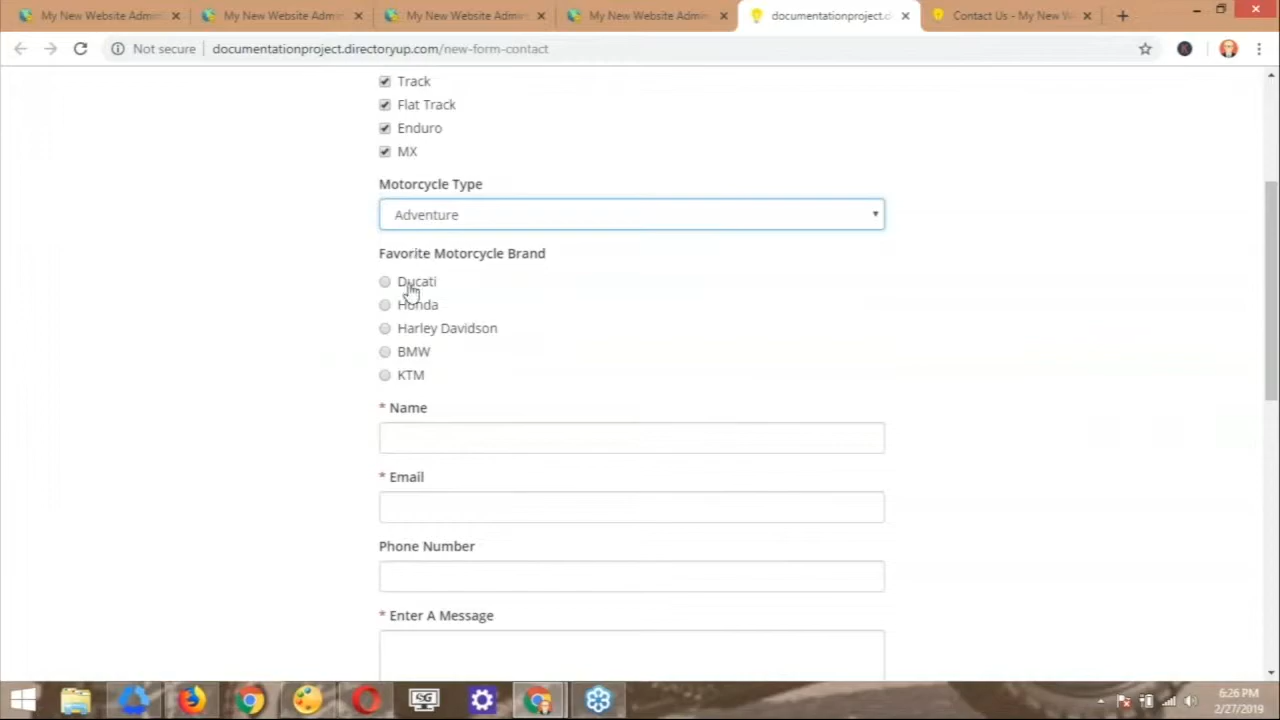 My New Website Admin
My New Website Admin
My New Website Admi
My New Website Admin
documentationproject.d
Contact Us - My New W
Not secure
documentationproject.directoryup.com/new-form-contact
Track
Flat Track
Enduro
MX
Motorcycle Type
Adventure
Favorite Motorcycle Brand
Ducati
Honda
Harley Davidson
BMW
KTM
* Name
* Email
Phone Number
* Enter A Message
SG
6:26 PM
2/27/2019